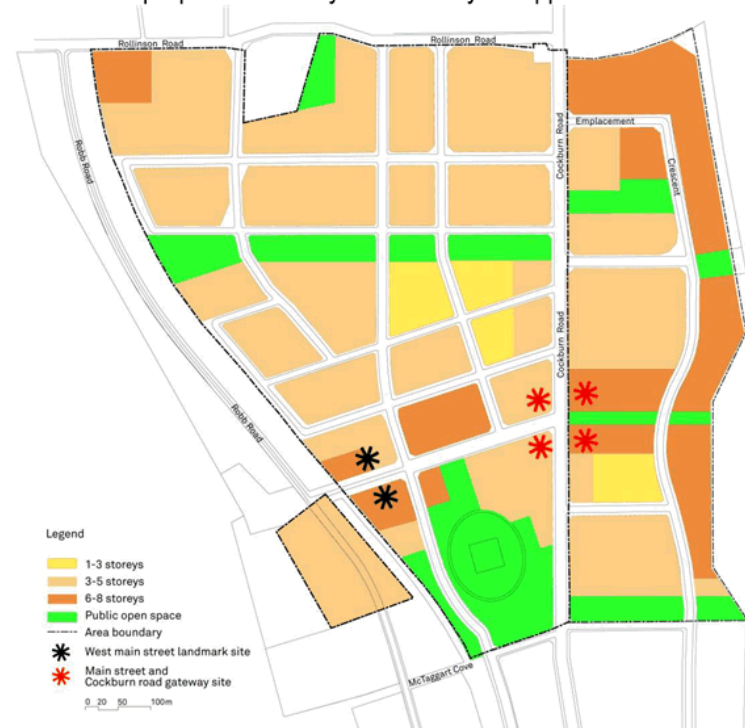 Rollinson Road
Rollinson Road
Emplacement
Crescent
Cockburn Road
Robb Road
Cockburn Road
Robb Road
Legend
1-3 storeys
3-5 storeys
6-8 storeys
Public open space
Area boundary
West main street landmark site
Main street and
Cockburn road gateway site
0 20 50 100m
McTaggart Cove